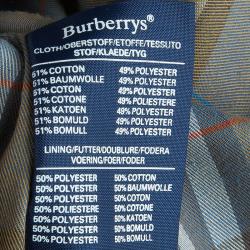 Burberrys®
CLOTH/OBERSTOFF/ETOFFE/TESSUTO
STOF/KLAEDE/TYG
51% COTTON 49% POLYESTER
51% BAUMWOLLE 49% POLYESTER
51% COTON 49% POLYESTER
51% COTONE 49% POLIESTERE
51% KATOEN 49% POLYESTER
51% BOMULD 49% POLYESTER
51% BOMULL 49% POLYESTER
LINING/FUTTER/DOUBLURE/FODERA
VOERING/FOER/FODER
50% POLYESTER 50% COTTON
50% POLYESTER 50% BAUMWOLLE
50% POLYESTER 50% COTON
50% POLIESTERE 50% COTONE
50% POLYESTER 50% KATOEN
50% POLYESTER 50% BOMULD
50% POLYESTER 50% BOMULL